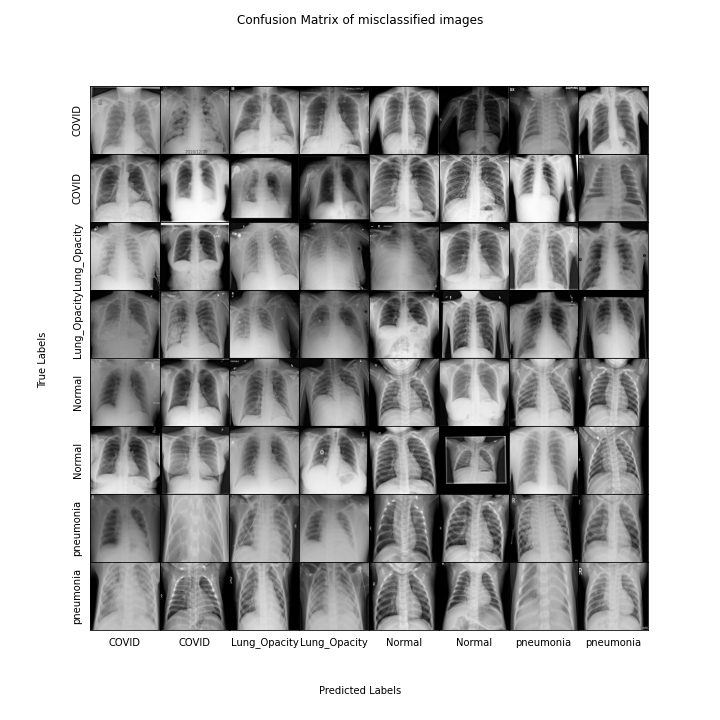 Confusion Matrix of misclassified images
COVID
COVID
Lung_Opacity
Lung_Opacity
Normal
Normal
pneumonia
pneumonia
True Labels
COVID COVID Lung_Opacity Lung_Opacity Normal Normal pneumonia pneumonia
Predicted Labels